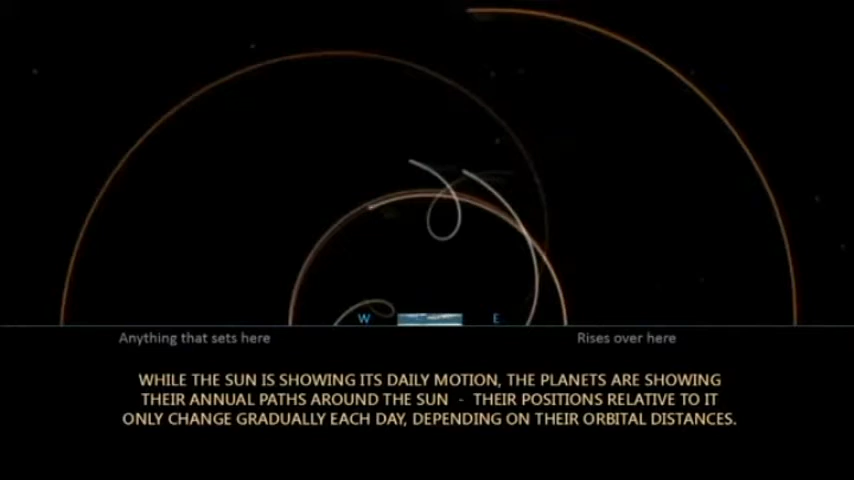 W
E
Anything that sets here
Rises over here
WHILE THE SUN IS SHOWING ITS DAILY MOTION, THE PLANETS ARE SHOWING
THEIR ANNUAL PATHS AROUND THE SUN - THEIR POSITIONS RELATIVE TO IT
ONLY CHANGE GRADUALLY EACH DAY, DEPENDING ON THEIR ORBITAL DISTANCES.